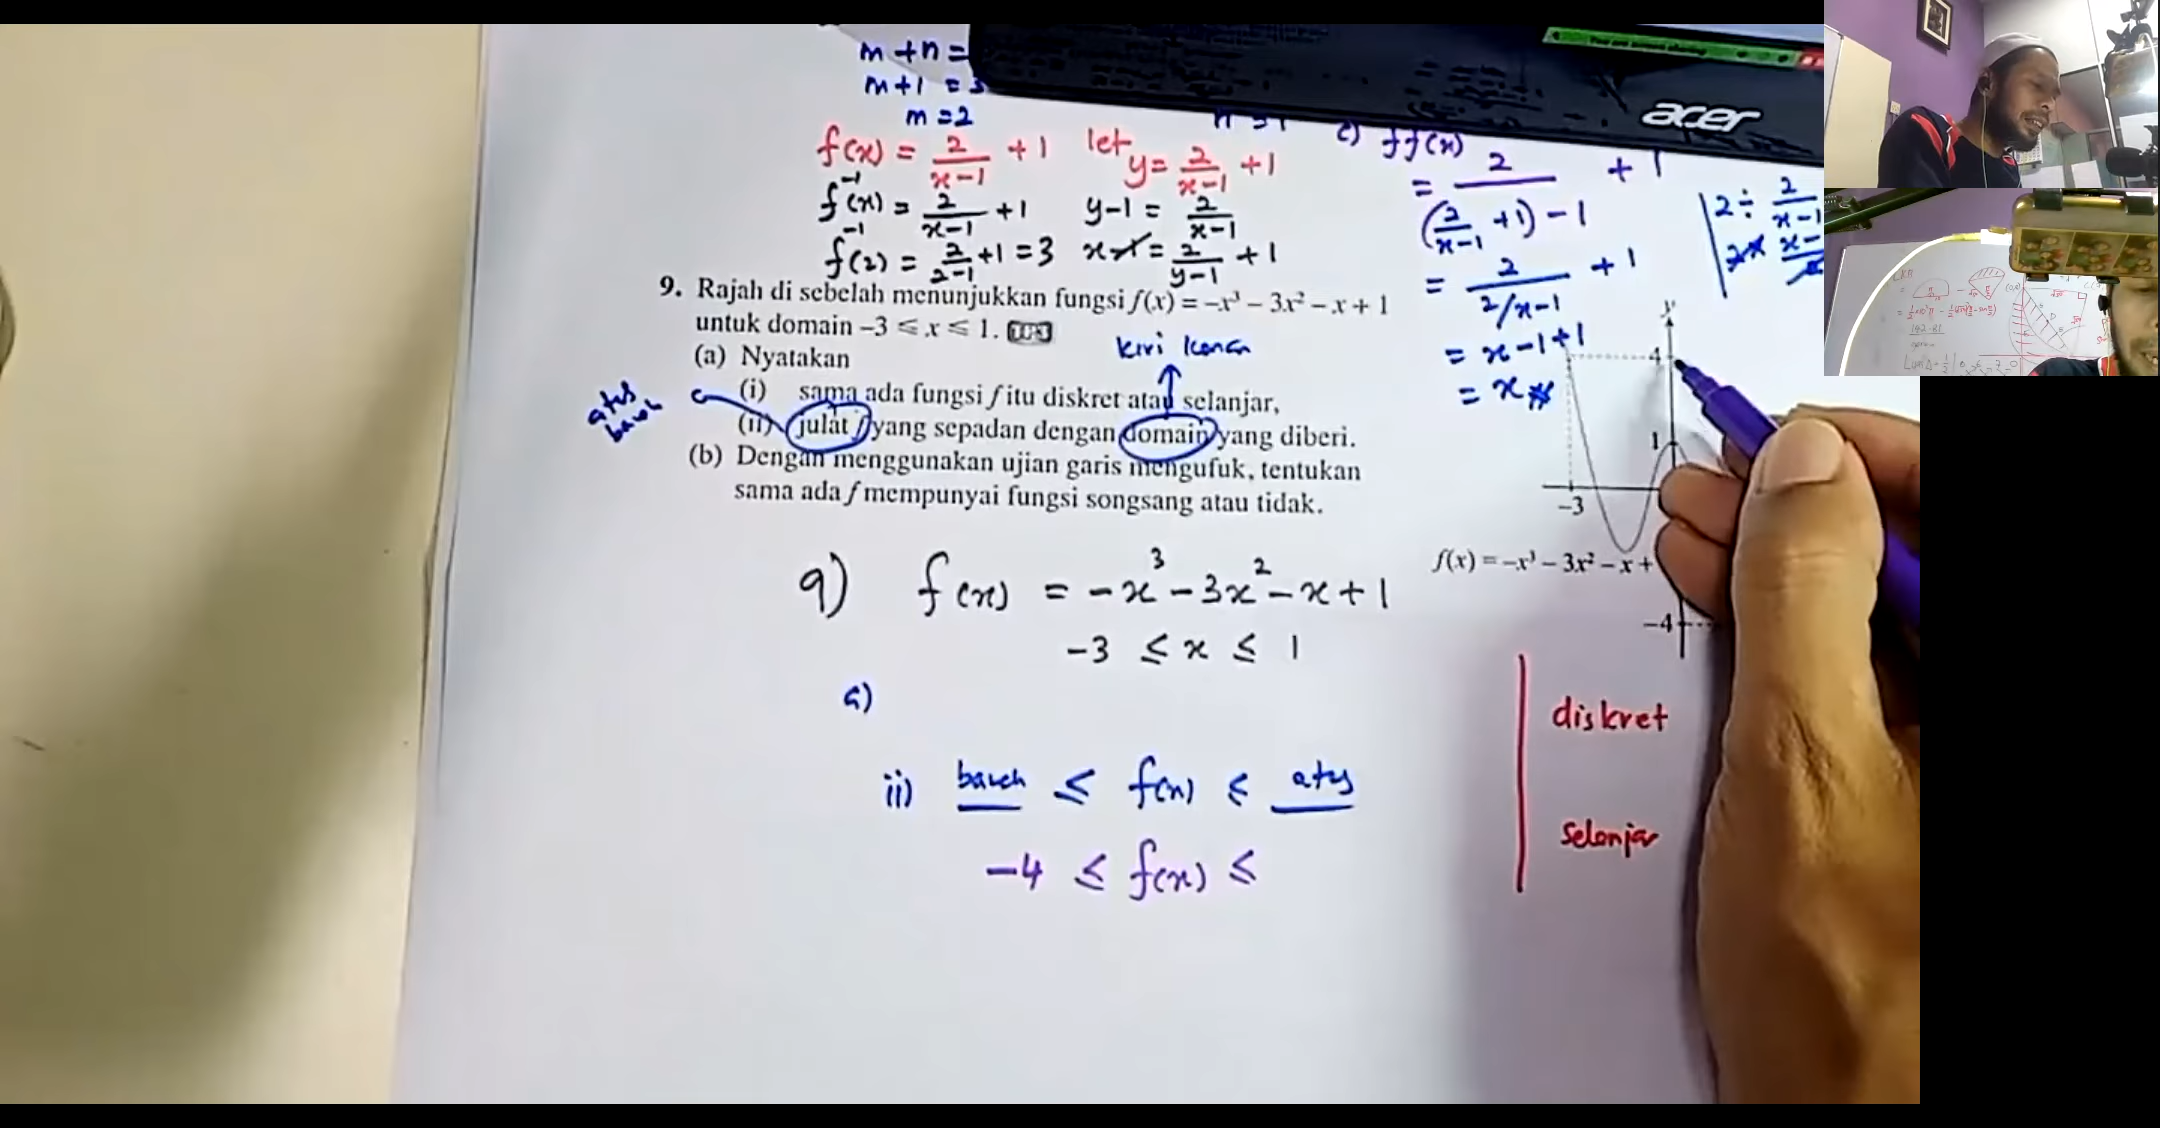 m + n =
m + 1 = 3
m = 2
acer
f(x) = 2/(x-1) + 1
let y = 2/(x-1) + 1
c) ff(x)
f⁻¹(x) = 2/(x-1) + 1
y-1 = 2/(x-1)
= 2/((2/(x-1) + 1) - 1) + 1
f⁻¹(2) = 2/(2-1) + 1 = 3
x-1 = 2/(y-1) + 1
= 2/(2/x-1) + 1
= x-1+1
= x
2 ÷ 2/(x-1)
9. Rajah di sebelah menunjukkan fungsi f(x) = –x³ – 3x² – x + 1
untuk domain –3 ⩽ x ⩽ 1.
(a) Nyatakan
kiri kanan
(i) sama ada fungsi f itu diskret atau selanjar,
atas
bawah
(ii) julat f yang sepadan dengan domain yang diberi.
(b) Dengan menggunakan ujian garis mengufuk, tentukan
sama ada f mempunyai fungsi songsang atau tidak.
y
4
1
–3
f(x) = –x³ – 3x² – x +
–4
9) f(x) = -x³ - 3x² - x + 1
-3 ≤ x ≤ 1
a)
ii) bawah ≤ f(x) ≤ atas
-4 ≤ f(x) ≤
diskret
Selanjar